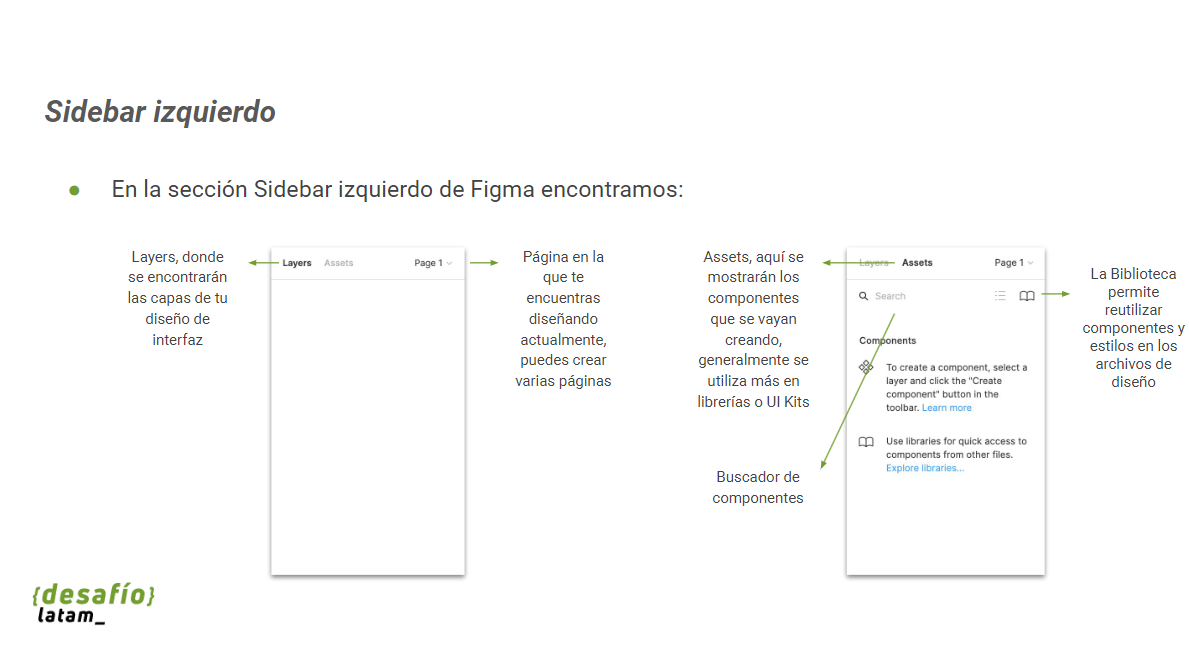 Sidebar izquierdo
● En la sección Sidebar izquierdo de Figma encontramos:
Layers, donde
se encontrarán
las capas de tu
diseño de
interfaz
Layers Assets Page 1
Página en la
que te
encuentras
diseñando
actualmente,
puedes crear
varias páginas
Assets, aquí se
mostrarán los
componentes
que se vayan
creando,
generalmente se
utiliza más en
librerías o UI Kits
Buscador de
componentes
Layers Assets Page 1
Search
Components
To create a component, select a
layer and click the "Create
component" button in the
toolbar. Learn more
Use libraries for quick access to
components from other files.
Explore libraries...
La Biblioteca
permite
reutilizar
componentes y
estilos en los
archivos de
diseño
{desafío}
latam_